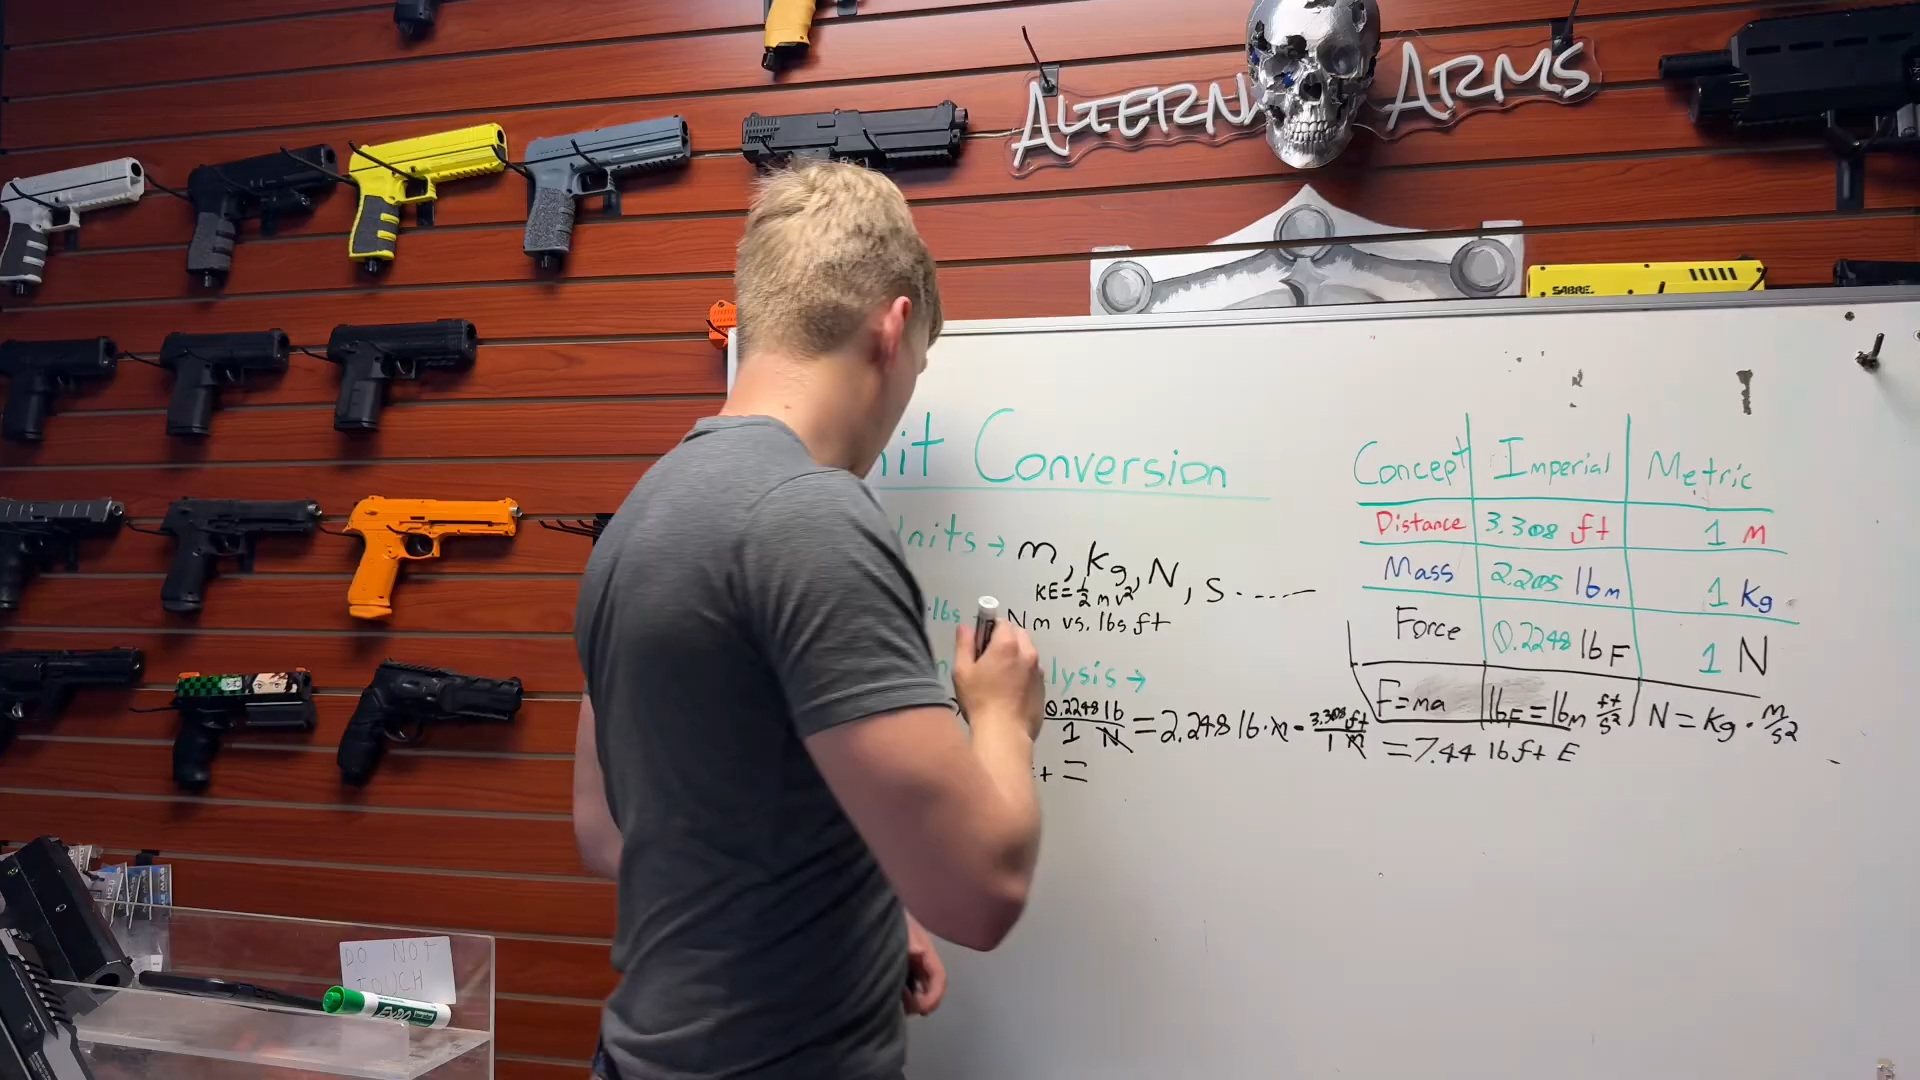 ALTERN ARMS
SABRE
nit Conversion
Units → m, Kg, N, S.----
KE=½mv²
lbs → Nm vs. lbs ft
lysis →
0.2248 lb / 1 N = 2.248 lb·m · 3.308 ft / 1 m = 7.44 lb ft E
t =
Concept Imperial Metric
Distance 3.308 ft 1 M
Mass 2.205 lbm 1 Kg
Force 0.2248 lbF 1 N
F=ma lbF=lbm ft/s² N=Kg·m/s²
DO NOT
TOUCH
EXPO